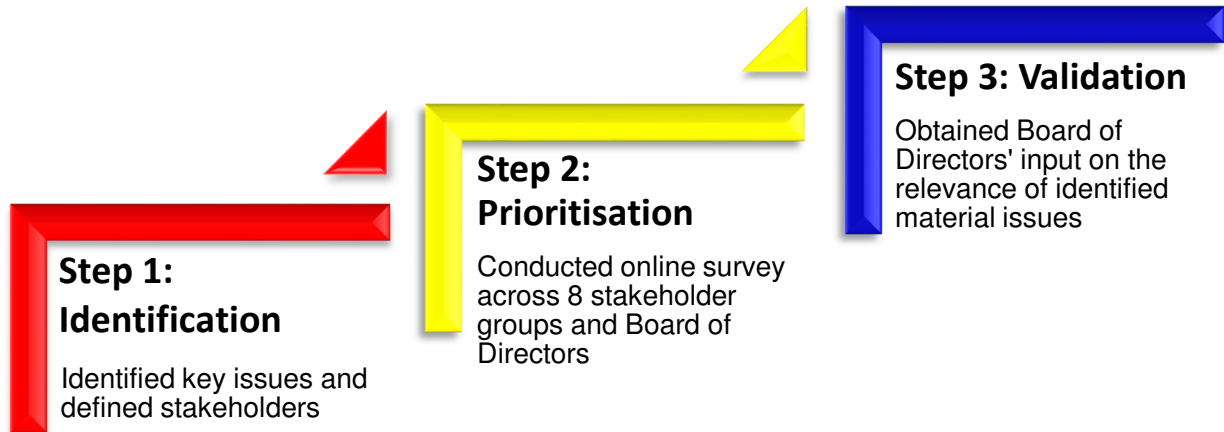 Step 1:
Identification
Identified key issues and
defined stakeholders
Step 2:
Prioritisation
Conducted online survey
across 8 stakeholder
groups and Board of
Directors
Step 3: Validation
Obtained Board of
Directors' input on the
relevance of identified
material issues